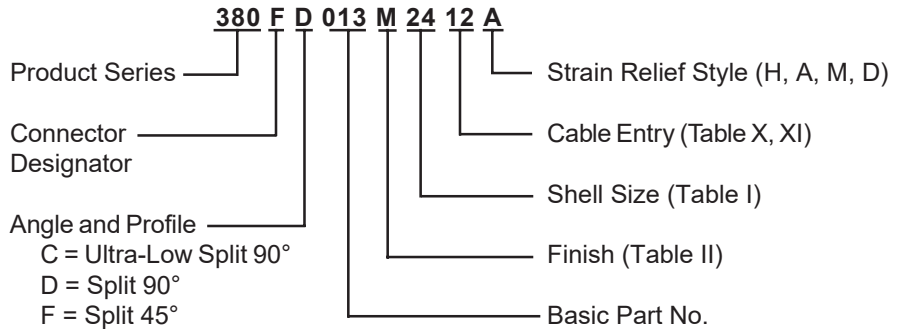 380 F D 013 M 24 12 A
Product Series
Connector
Designator
Angle and Profile
C = Ultra-Low Split 90°
D = Split 90°
F = Split 45°
Strain Relief Style (H, A, M, D)
Cable Entry (Table X, XI)
Shell Size (Table I)
Finish (Table II)
Basic Part No.